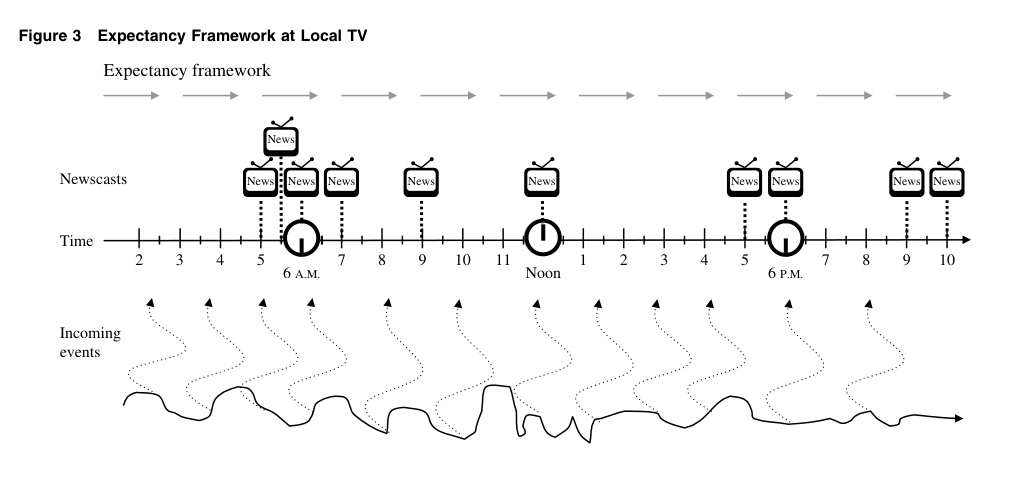 Figure 3 Expectancy Framework at Local TV
Expectancy framework
News
Newscasts News News News News News News News News News
Time
2 3 4 5 7 8 9 10 11 1 2 3 4 5 7 8 9 10
6 A.M. Noon 6 P.M.
Incoming
events